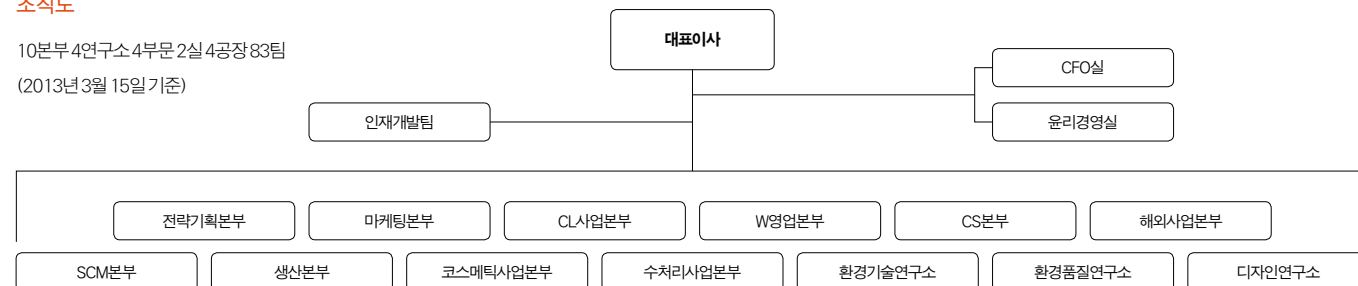 조직도
10본부 4연구소 4부문 2실 4공장 83팀
(2013년 3월 15일 기준)
대표이사
CFO실
인재개발팀
윤리경영실
전략기획본부
마케팅본부
CL사업본부
W영업본부
CS본부
해외사업본부
SCM본부
생산본부
코스메틱사업본부
수처리사업본부
환경기술연구소
환경품질연구소
디자인연구소